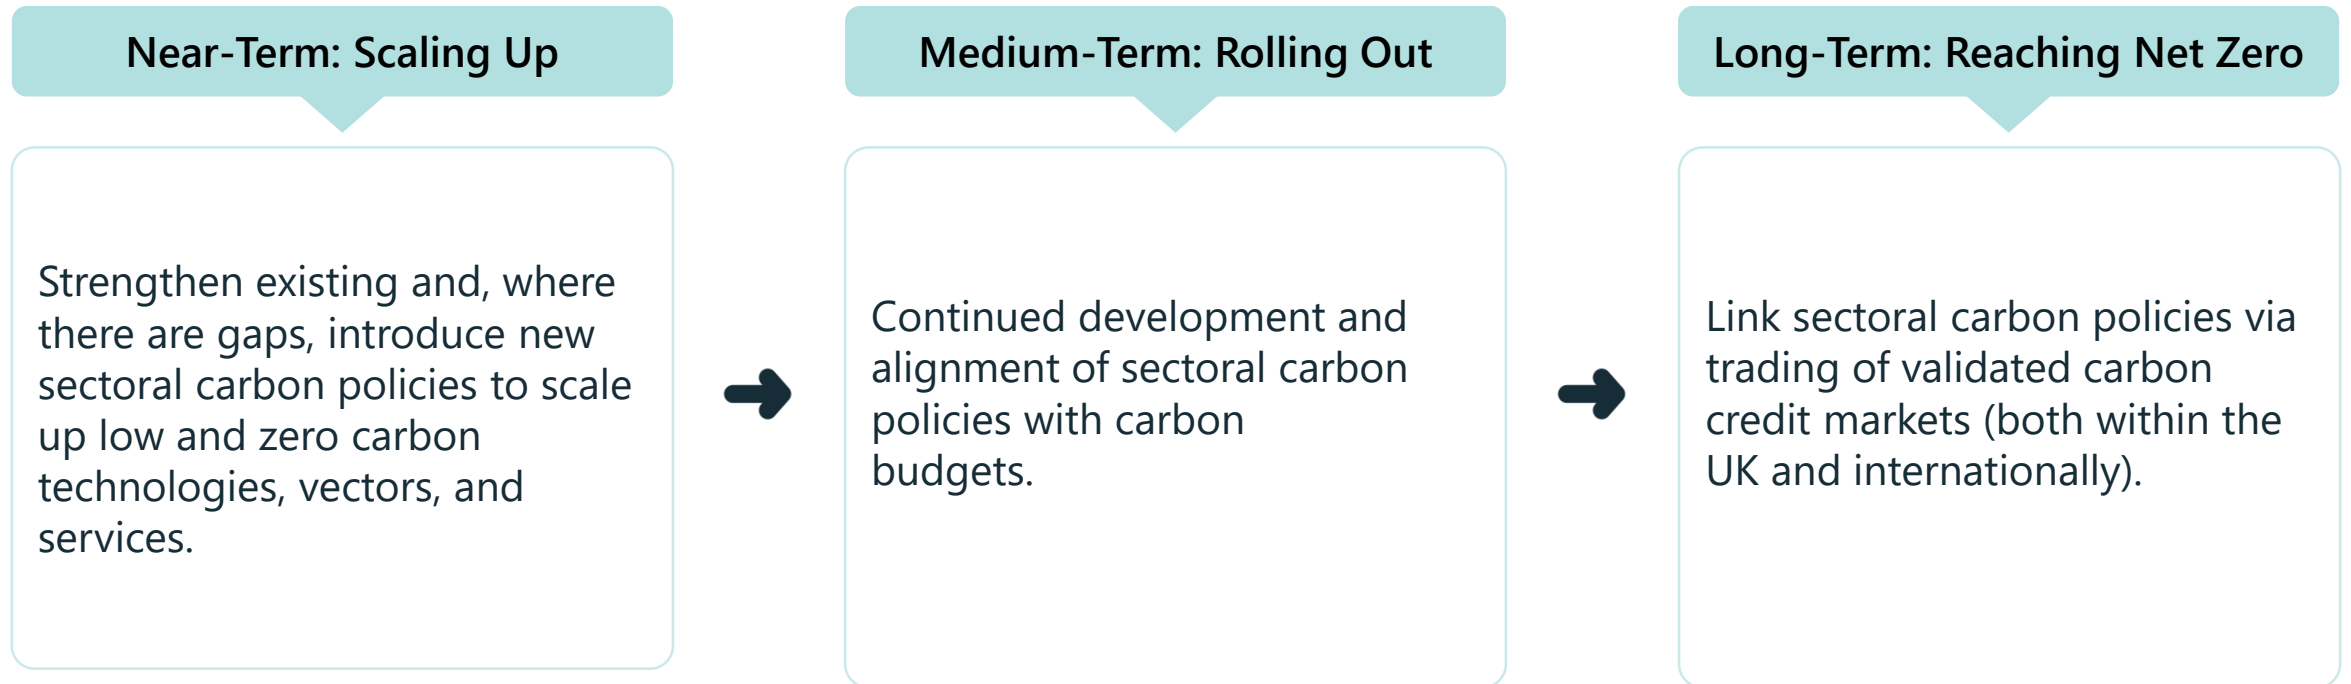 Near-Term: Scaling Up
Strengthen existing and, where
there are gaps, introduce new
sectoral carbon policies to scale
up low and zero carbon
technologies, vectors, and
services.
Medium-Term: Rolling Out
Continued development and
alignment of sectoral carbon
policies with carbon
budgets.
Long-Term: Reaching Net Zero
Link sectoral carbon policies via
trading of validated carbon
credit markets (both within the
UK and internationally).